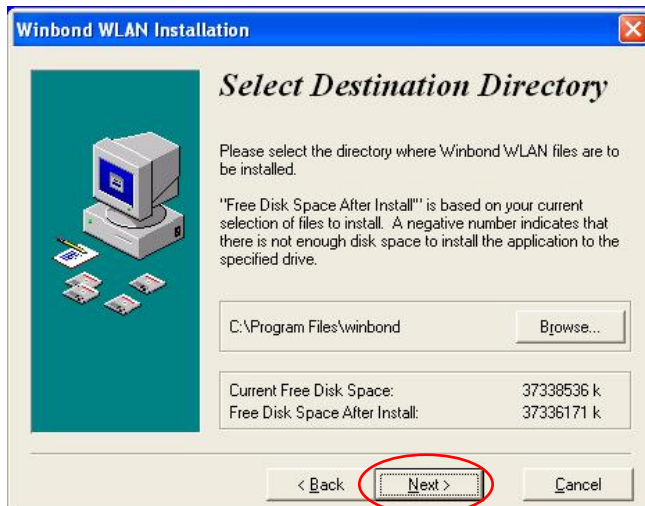 Winbond WLAN Installation
Select Destination Directory
Please select the directory where Winbond WLAN files are to
be installed.
"Free Disk Space After Install"' is based on your current
selection of files to install. A negative number indicates that
there is not enough disk space to install the application to the
specified drive.
C:\Program Files\winbond Browse...
Current Free Disk Space: 37338536 k
Free Disk Space After Install: 37336171 k
< Back Next > Cancel